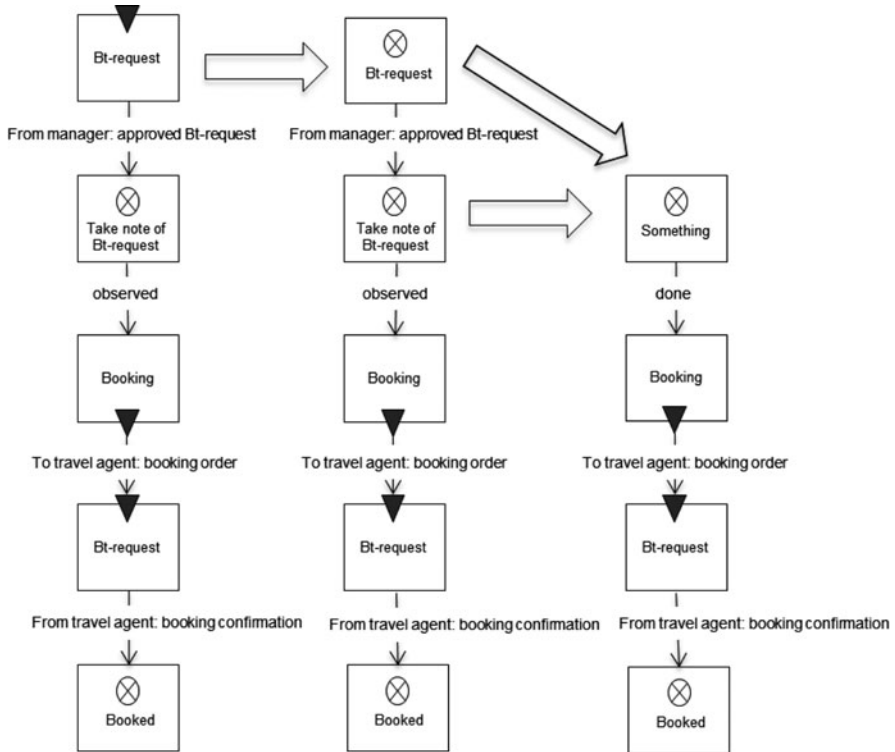 Bt-request
From manager: approved Bt-request
Take note of
Bt-request
observed
Booking
To travel agent: booking order
Bt-request
From travel agent: booking confirmation
Booked
Bt-request
From manager: approved Bt-request
Take note of
Bt-request
observed
Booking
To travel agent: booking order
Bt-request
From travel agent: booking confirmation
Booked
Something
done
Booking
To travel agent: booking order
Bt-request
From travel agent: booking confirmation
Booked